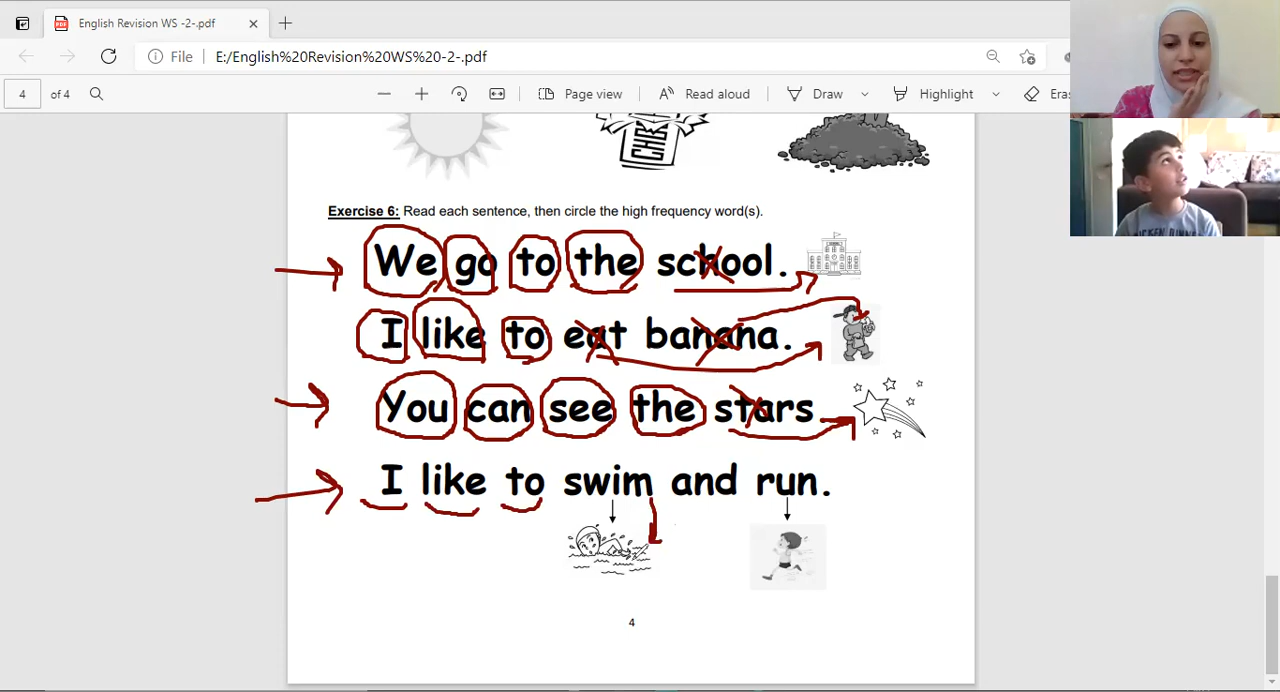 English Revision WS -2-.pdf
File E:/English%20Revision%20WS%20-2-.pdf
4 of 4 Page view Read aloud Draw Highlight
Exercise 6: Read each sentence, then circle the high frequency word(s).
We go to the school.
I like to eat banana.
You can see the stars
I like to swim and run.
4